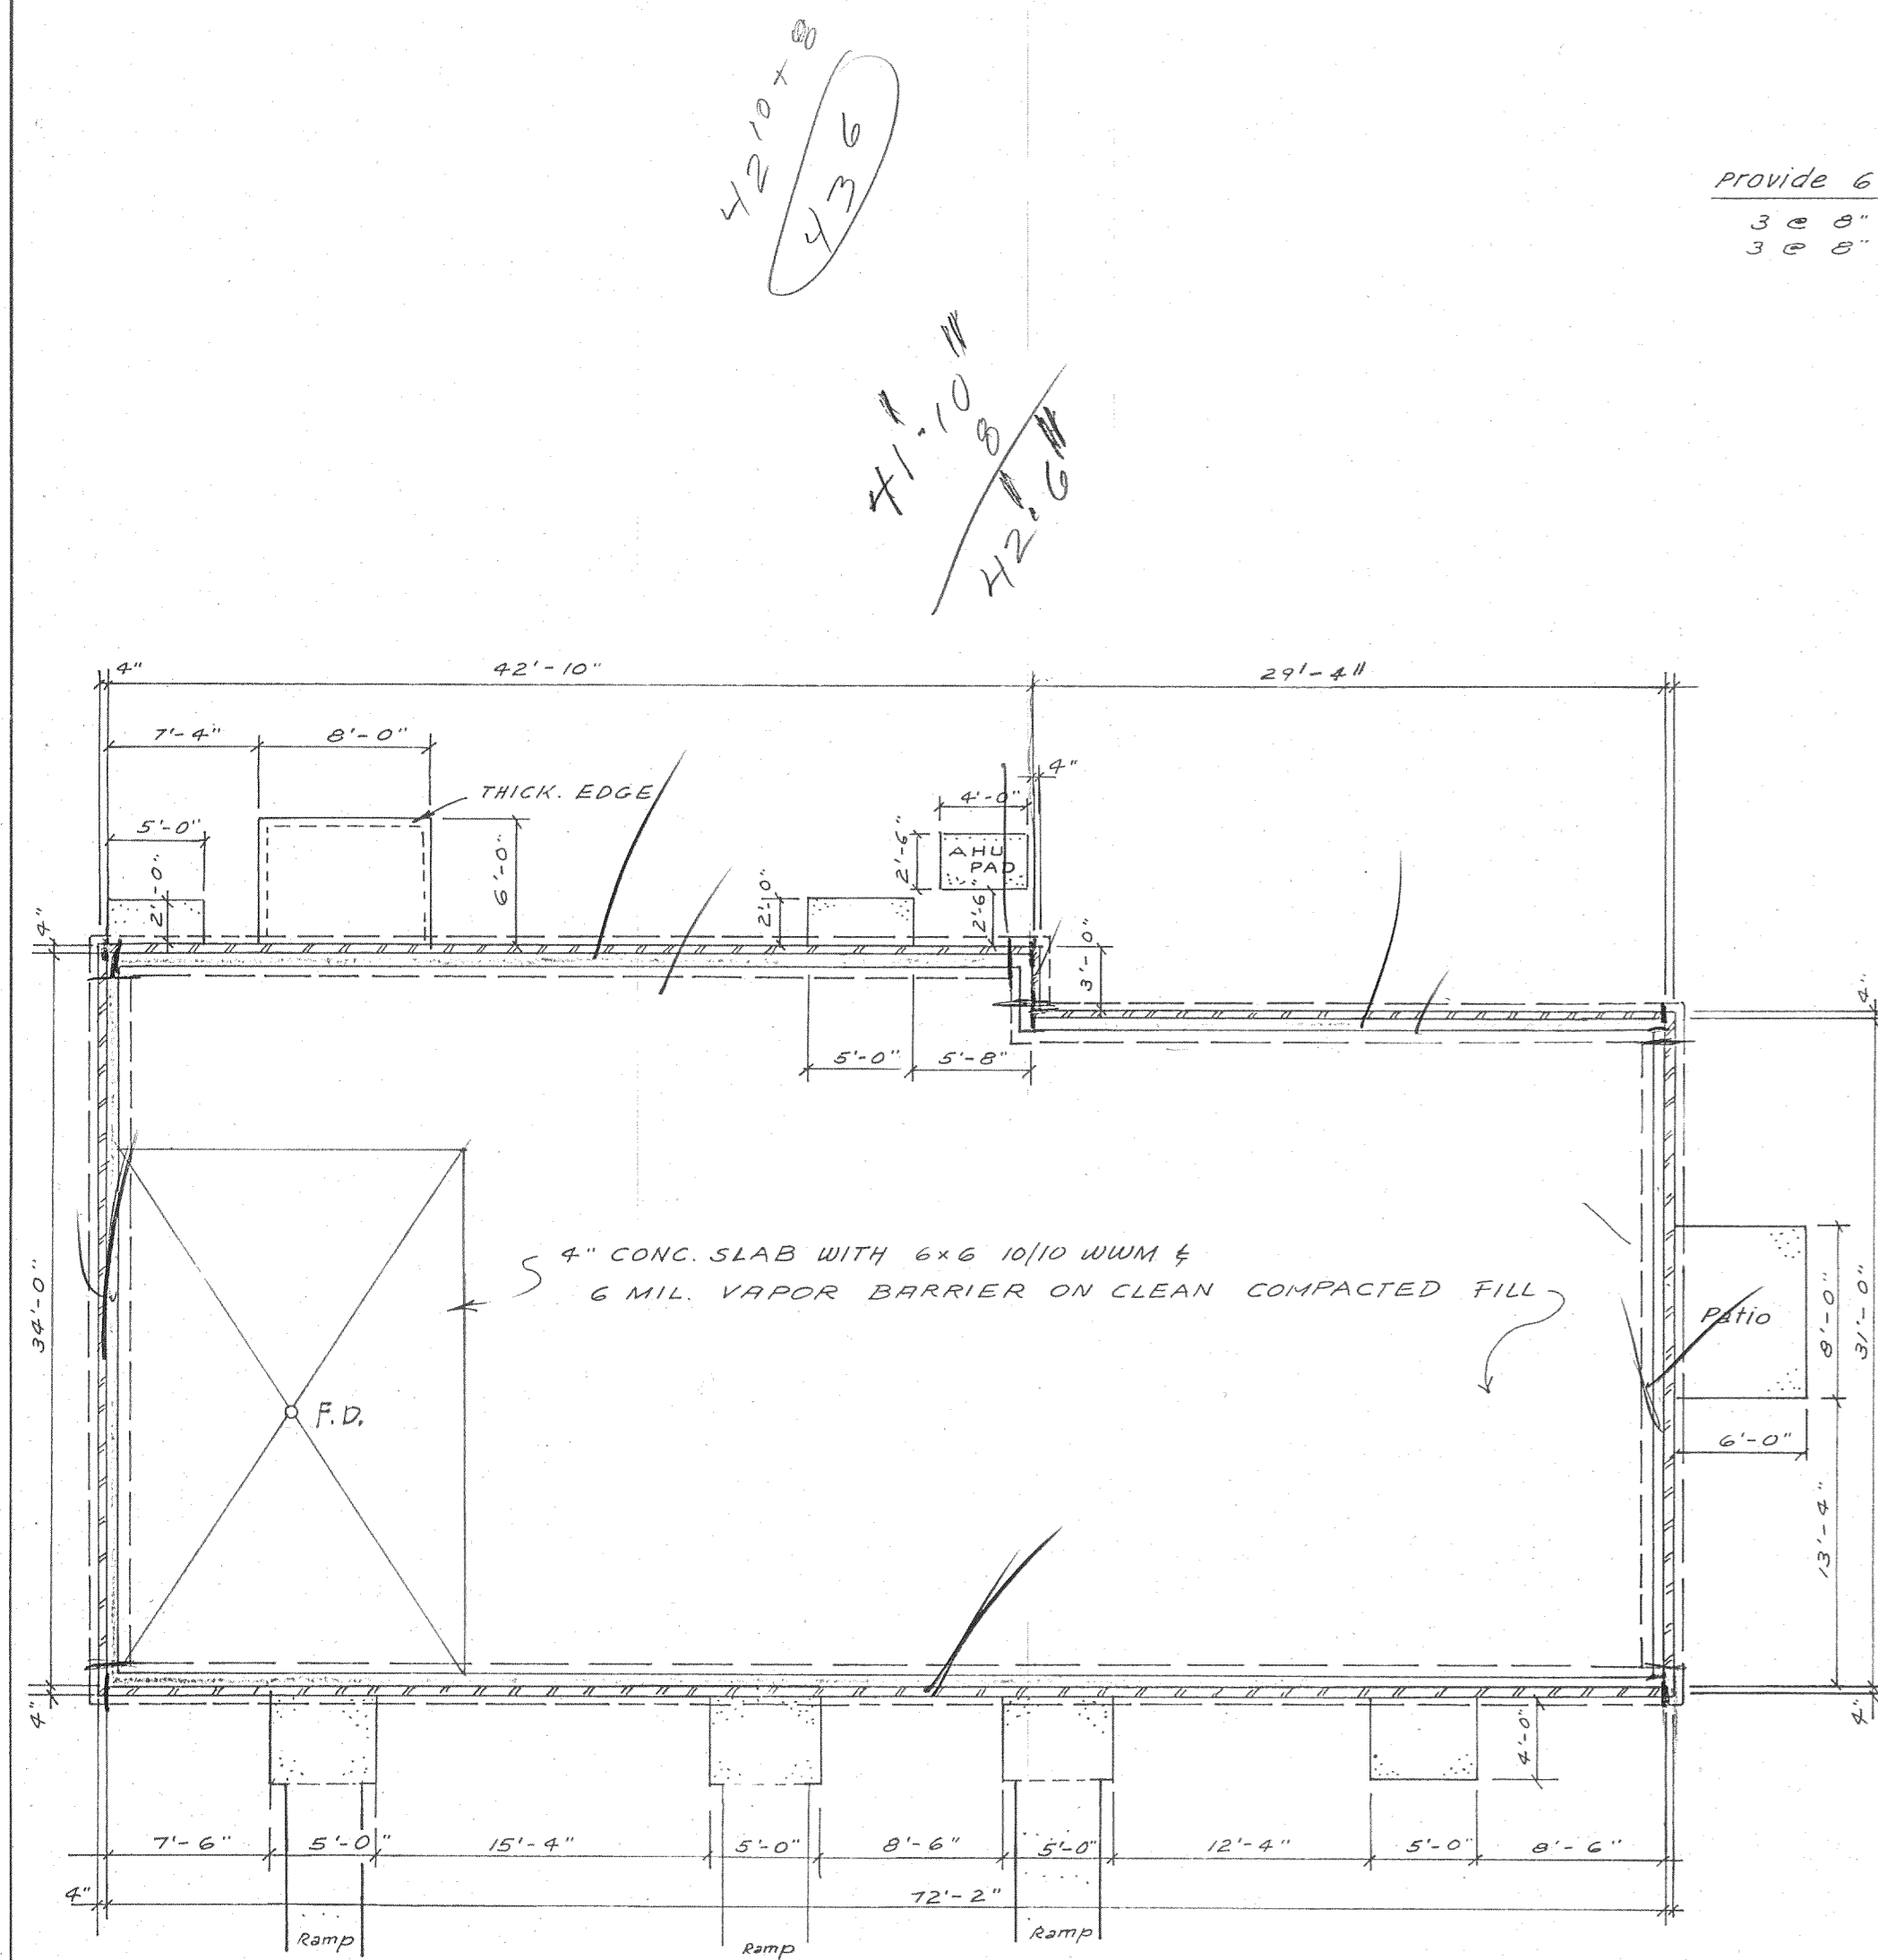 42 10 x 8
436
Provide 6
3 @ 8"
3 @ 8"
41'.10"
8
42'.6"
4" 42'-10" 29'-4"
7'-4" 8'-0"
4"
THICK. EDGE
4'-0"
5'-0"
2'-0"
6'-0"
2'-0"
2'-6"
AHU
PAD
2'-6"
4"
3'-0"
4"
5'-0" 5'-8"
4" CONC. SLAB WITH 6x6 10/10 WWM &
6 MIL. VAPOR BARRIER ON CLEAN COMPACTED FILL
34'-0"
Patio
8'-0"
31'-0"
F.D.
6'-0"
13'-4"
4"
4"
4'-0"
7'-6" 5'-0" 15'-4" 5'-0" 8'-6" 5'-0" 12'-4" 5'-0" 8'-6"
4" 72'-2"
Ramp Ramp Ramp